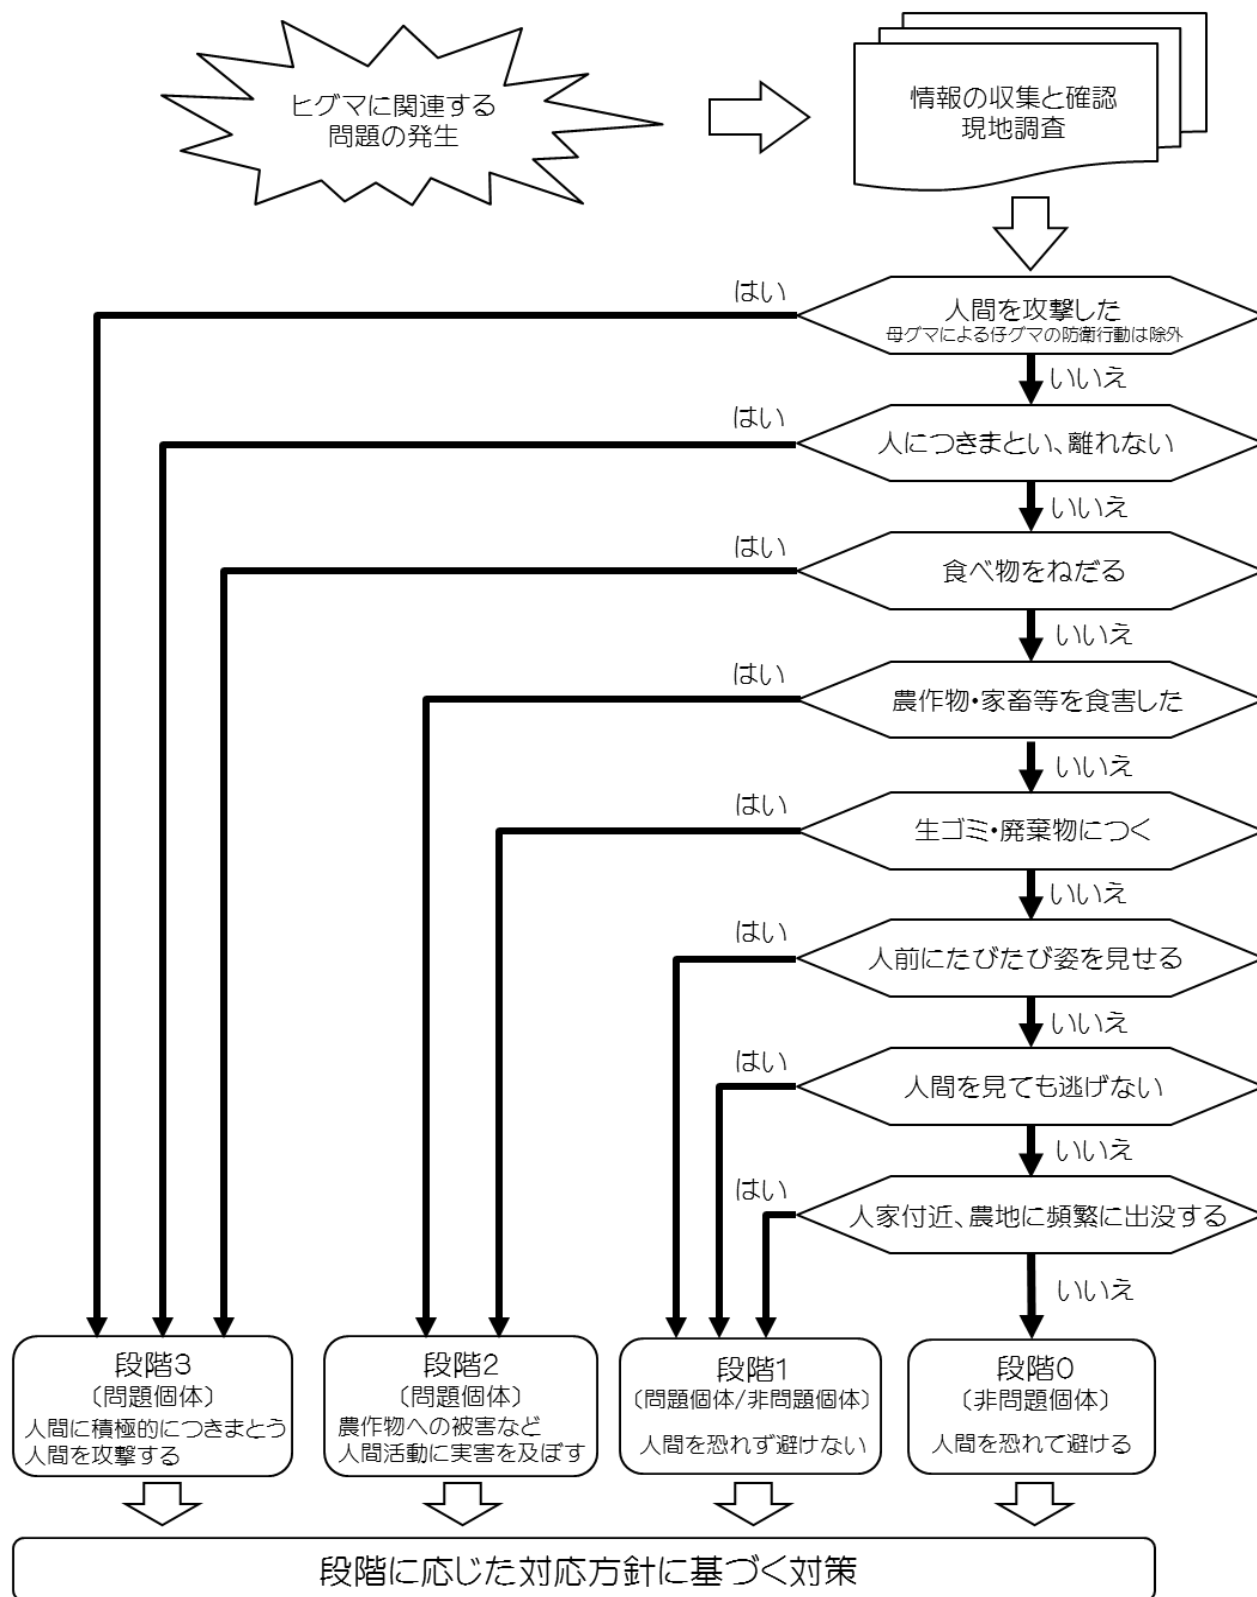 ヒグマに関連する
問題の発生
情報の収集と確認
現地調査
人間を攻撃した
母グマによる仔グマの防衛行動は除外
はい
いいえ
人につきまとい、離れない
はい
いいえ
食べ物をねだる
はい
いいえ
農作物・家畜等を食害した
はい
いいえ
生ゴミ・廃棄物につく
はい
いいえ
人前にたびたび姿を見せる
はい
いいえ
人間を見ても逃げない
はい
いいえ
人家付近、農地に頻繁に出没する
はい
いいえ
段階3
（問題個体）
人間に積極的につきまとう
人間を攻撃する
段階2
（問題個体）
農作物への被害など
人間活動に実害を及ぼす
段階1
（問題個体/非問題個体）
人間を恐れず避けない
段階0
（非問題個体）
人間を恐れて避ける
段階に応じた対応方針に基づく対策